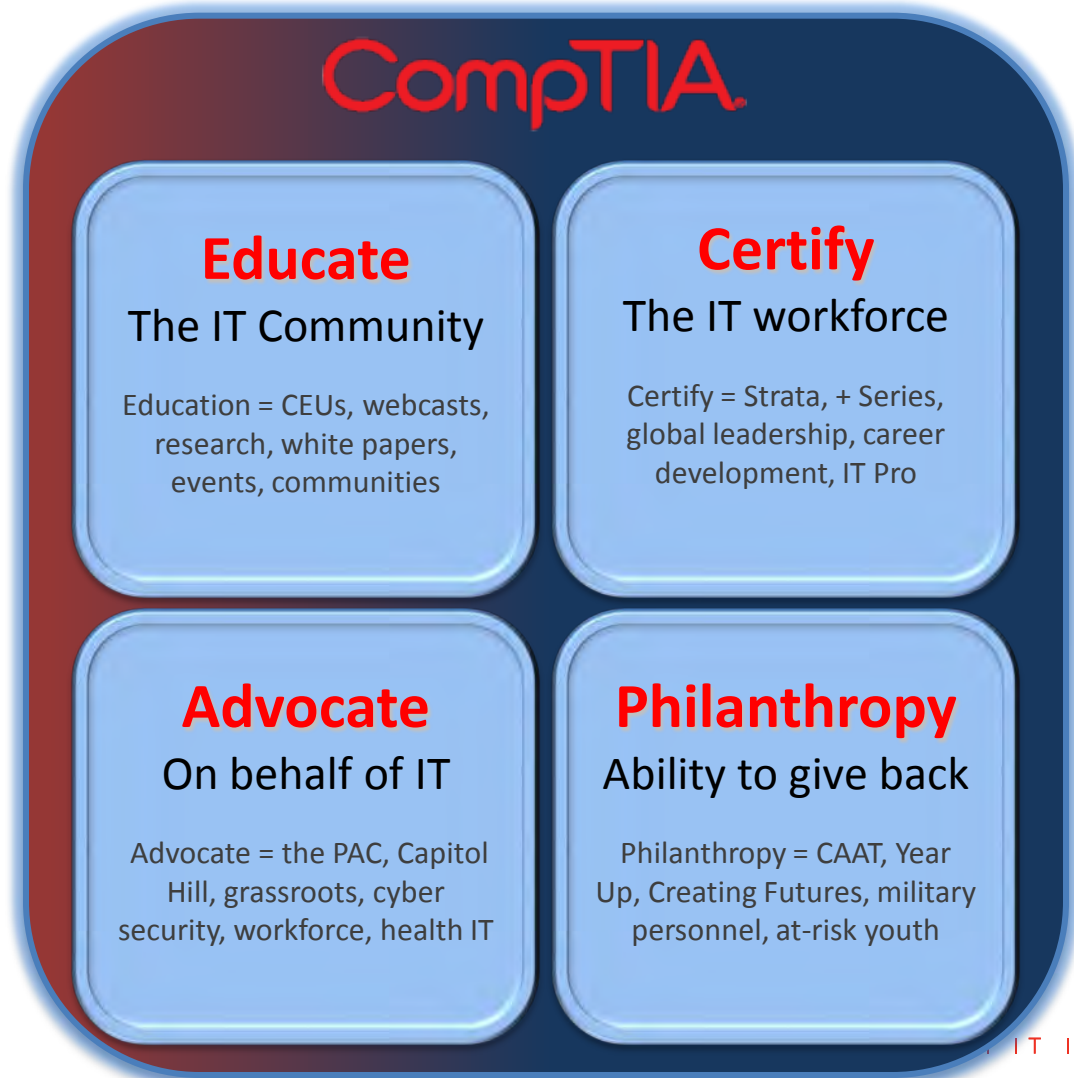 CompTIA.
Educate
The IT Community
Education = CEUs, webcasts,
research, white papers,
events, communities
Certify
The IT workforce
Certify = Strata, + Series,
global leadership, career
development, IT Pro
Advocate
On behalf of IT
Advocate = the PAC, Capitol
Hill, grassroots, cyber
security, workforce, health IT
Philanthropy
Ability to give back
Philanthropy = CAAT, Year
Up, Creating Futures, military
personnel, at-risk youth
IT I